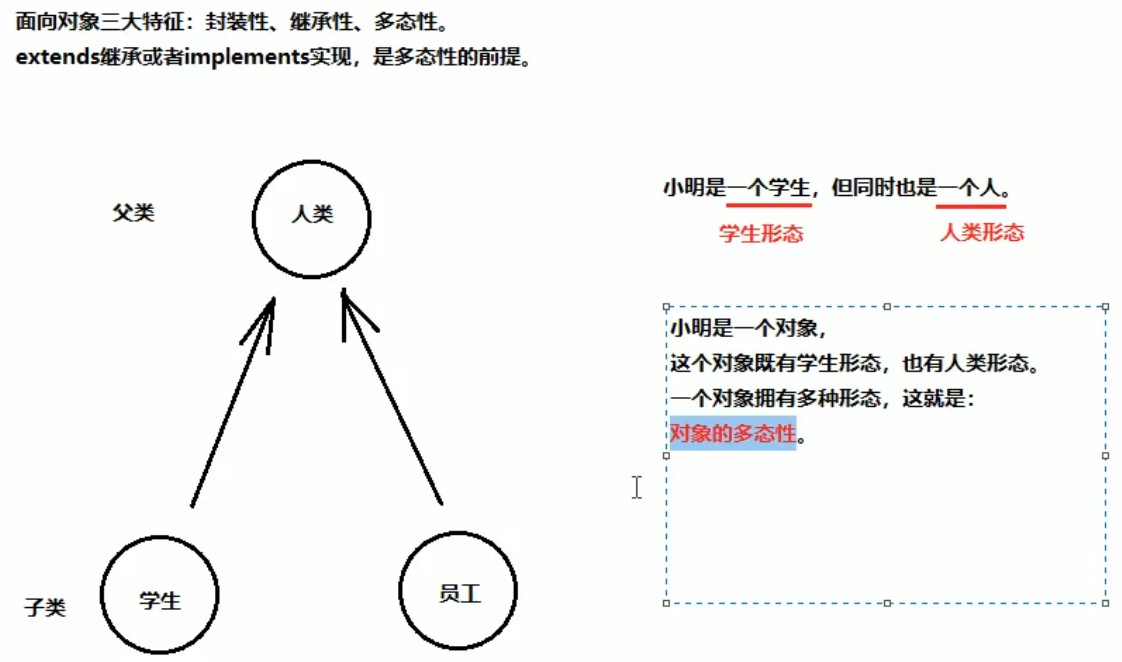 面向对象三大特征：封装性、继承性、多态性。
extends继承或者implements实现，是多态性的前提。
父类
人类
小明是一个学生，但同时也是一个人。
学生形态
人类形态
小明是一个对象，
这个对象既有学生形态，也有人类形态。
一个对象拥有多种形态，这就是：
对象的多态性。
子类
学生
员工